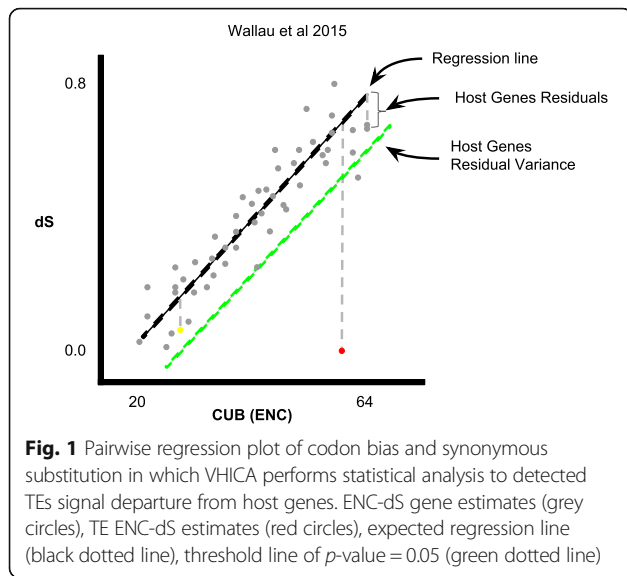 Wallau et al 2015
Regression line
Host Genes Residuals
Host Genes
Residual Variance
0.8
dS
0.0
20
64
CUB (ENC)
Fig. 1 Pairwise regression plot of codon bias and synonymous
substitution in which VHICA performs statistical analysis to detected
TEs signal departure from host genes. ENC-dS gene estimates (grey
circles), TE ENC-dS estimates (red circles), expected regression line
(black dotted line), threshold line of p-value = 0.05 (green dotted line)